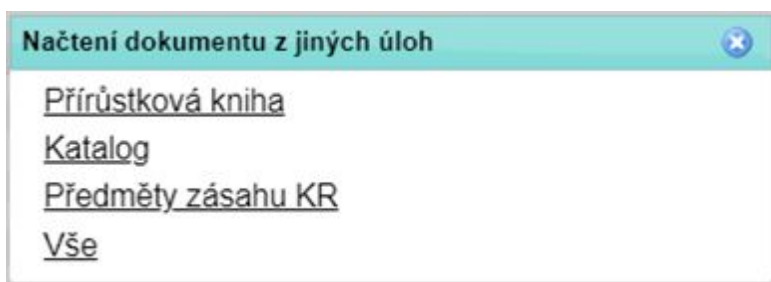 Načtení dokumentu z jiných úloh
Přírůstková kniha
Katalog
Předměty zásahu KR
Vše